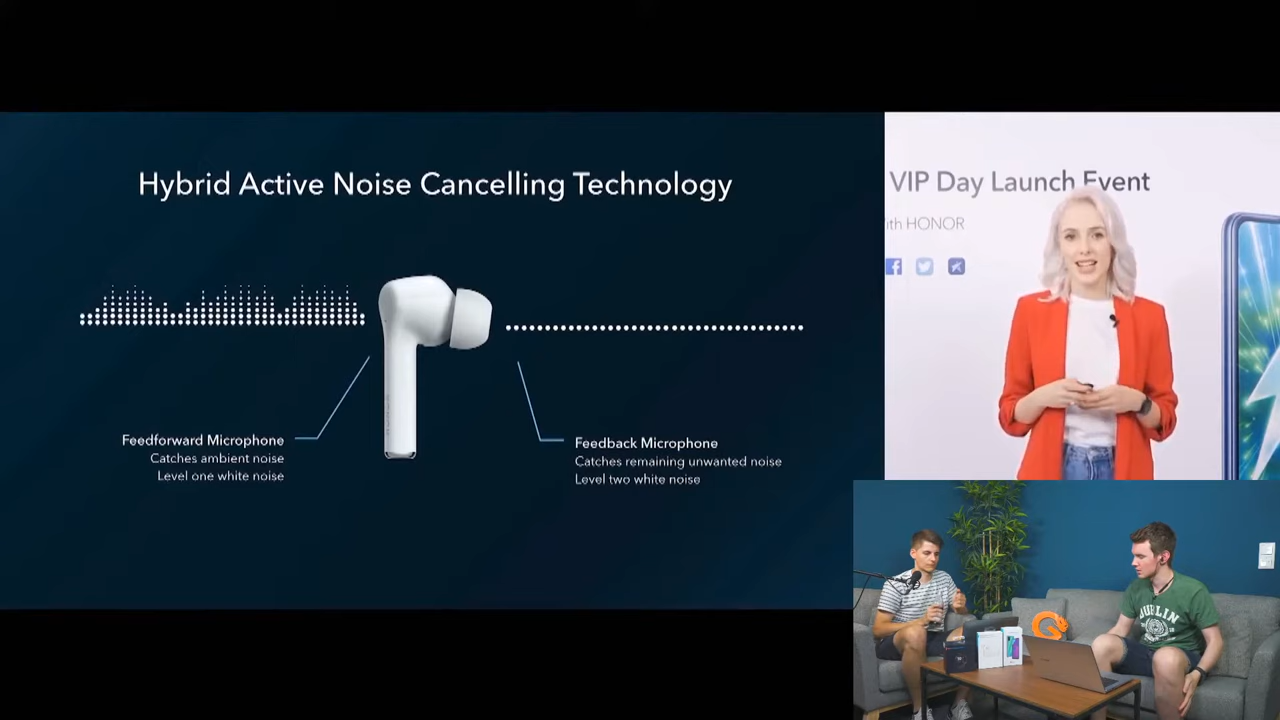 Hybrid Active Noise Cancelling Technology
Feedforward Microphone
Catches ambient noise
Level one white noise
Feedback Microphone
Catches remaining unwanted noise
Level two white noise
VIP Day Launch Event
ith HONOR
DUBLIN